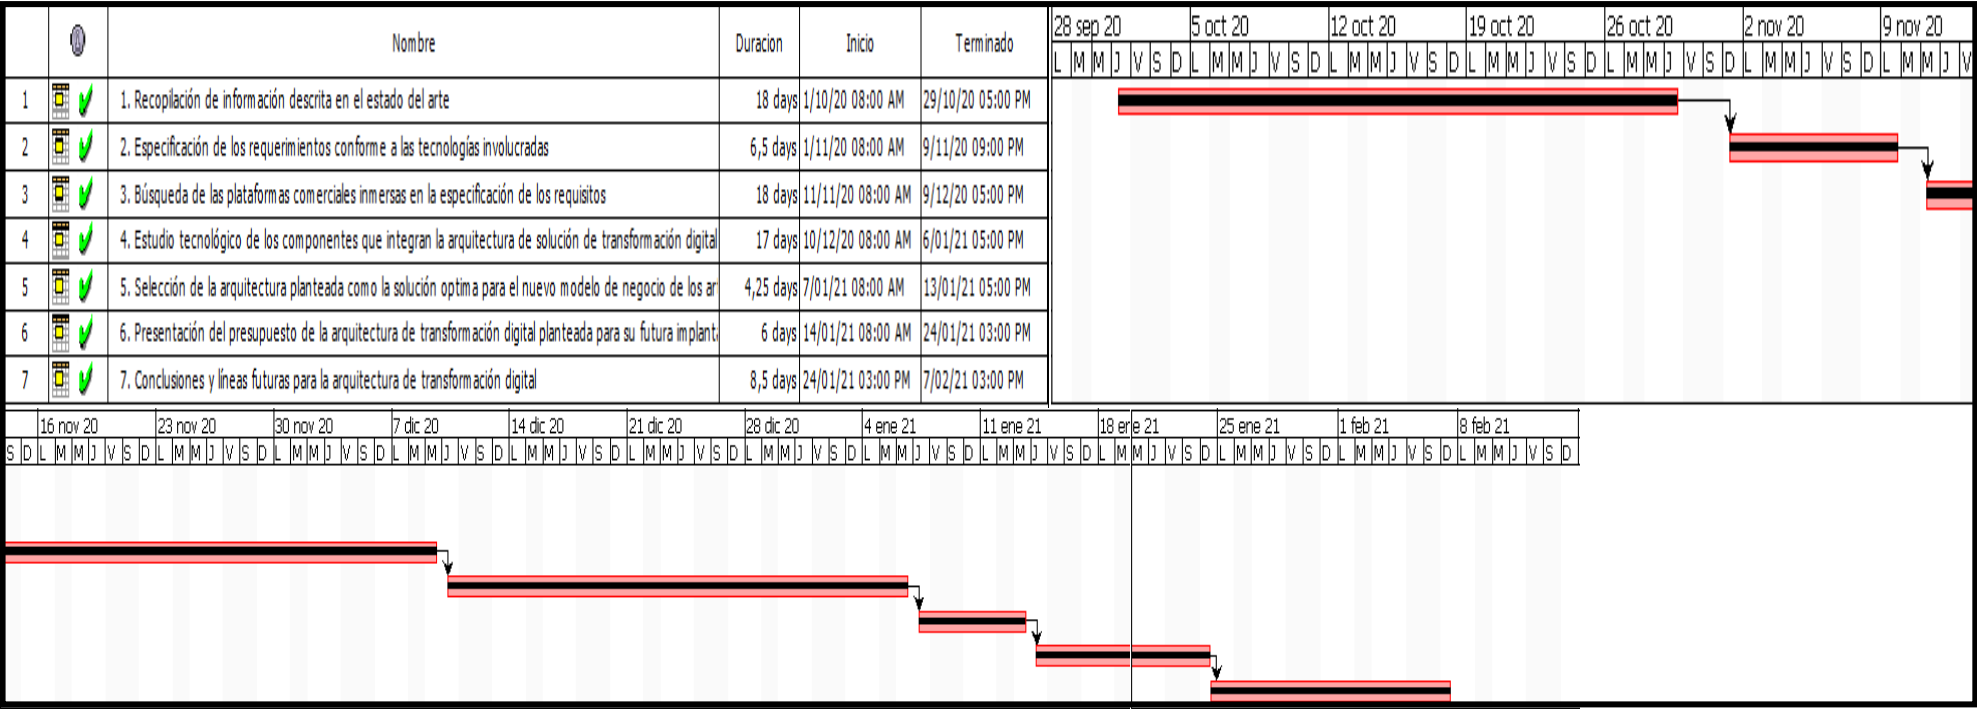 Nombre Duracion Inicio Terminado
28 sep 20 5 oct 20 12 oct 20 19 oct 20 26 oct 20 2 nov 20 9 nov 20
L M M J V S D L M M J V S D L M M J V S D L M M J V S D L M M J V S D L M M J V S D L M M J V
1 1. Recopilación de información descrita en el estado del arte 18 days 1/10/20 08:00 AM 29/10/20 05:00 PM
2 2. Especificación de los requerimientos conforme a las tecnologías involucradas 6,5 days 1/11/20 08:00 AM 9/11/20 09:00 PM
3 3. Búsqueda de las plataformas comerciales inmersas en la especificación de los requisitos 18 days 11/11/20 08:00 AM 9/12/20 05:00 PM
4 4. Estudio tecnológico de los componentes que integran la arquitectura de solución de transformación digital 17 days 10/12/20 08:00 AM 6/01/21 05:00 PM
5 5. Selección de la arquitectura planteada como la solución optima para el nuevo modelo de negocio de los ar 4,25 days 7/01/21 08:00 AM 13/01/21 05:00 PM
6 6. Presentación del presupuesto de la arquitectura de transformación digital planteada para su futura implant 6 days 14/01/21 08:00 AM 24/01/21 03:00 PM
7 7. Conclusiones y líneas futuras para la arquitectura de transformación digital 8,5 days 24/01/21 03:00 PM 7/02/21 03:00 PM
16 nov 20 23 nov 20 30 nov 20 7 dic 20 14 dic 20 21 dic 20 28 dic 20 4 ene 21 11 ene 21 18 ene 21 25 ene 21 1 feb 21 8 feb 21
S D L M M J V S D L M M J V S D L M M J V S D L M M J V S D L M M J V S D L M M J V S D L M M J V S D L M M J V S D L M M J V S D L M M J V S D L M M J V S D L M M J V S D L M M J V S D